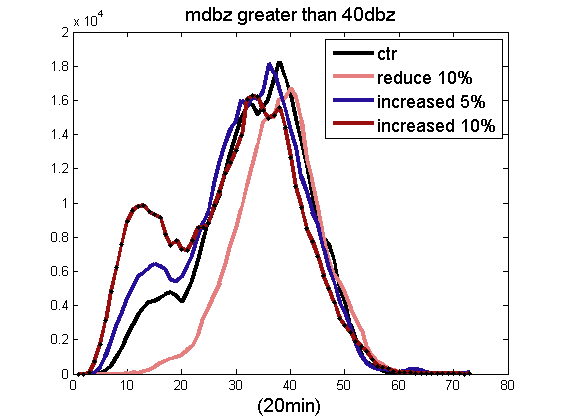 mdbz greater than 40dbz
2 x 10^4
1.8
1.6
1.4
1.2
1
0.8
0.6
0.4
0.2
0
0 10 20 30 40 50 60 70 80
(20min)
ctr
reduce 10%
increased 5%
increased 10%